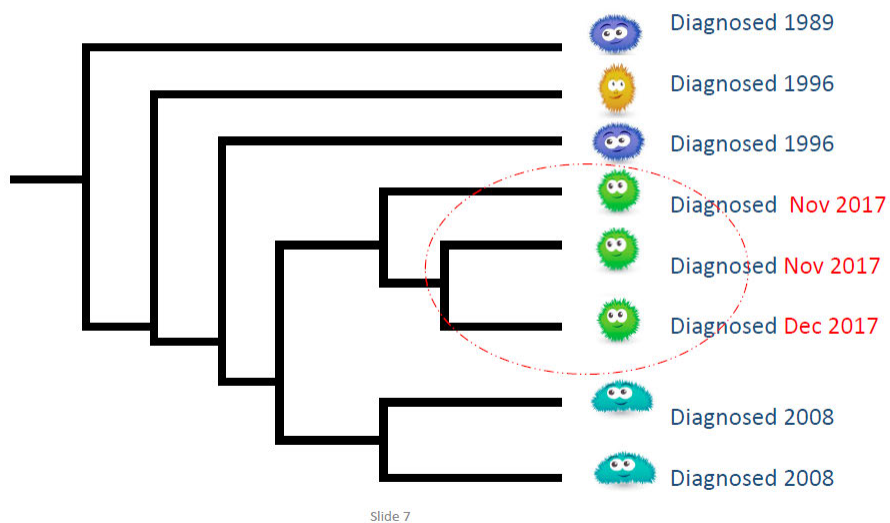 Diagnosed 1989
Diagnosed 1996
Diagnosed 1996
Diagnosed Nov 2017
Diagnosed Nov 2017
Diagnosed Dec 2017
Diagnosed 2008
Diagnosed 2008
Slide 7